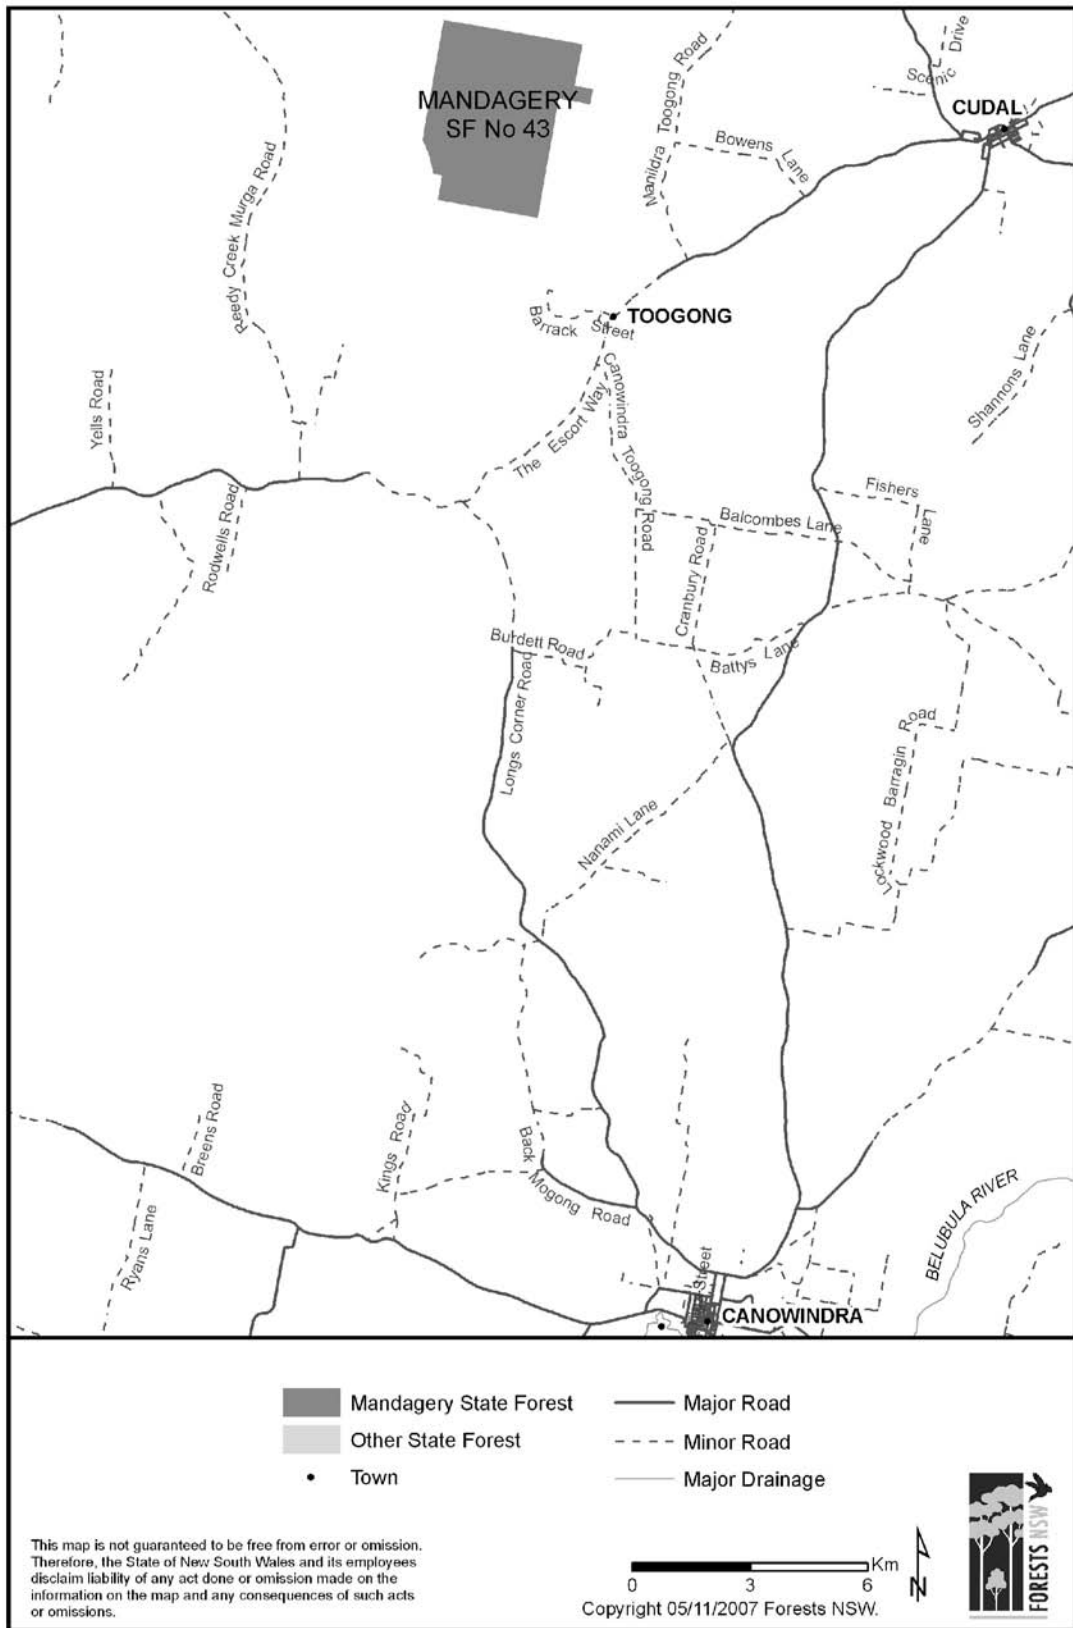 MANDAGERY
SF No 43
Manildra Toogong Road
Scenic Drive
CUDAL
Bowens Lane
Reedy Creek Murga Road
Barrack Street
TOOGONG
Shannons Lane
Yells Road
The Escort Way
Canowindra Toogong Road
Rodwells Road
Fishers Lane
Balcombes Lane
Cranbury Road
Burdett Road
Battys Lane
Longs Corner Road
Lockwood Barragin Road
Nanami Lane
Breens Road
Kings Road
Back Mogong Road
Ryans Lane
BELUBULA RIVER
Street
CANOWINDRA
Mandagery State Forest
Other State Forest
Town
Major Road
Minor Road
Major Drainage
This map is not guaranteed to be free from error or omission.
Therefore, the State of New South Wales and its employees
disclaim liability of any act done or omission made on the
information on the map and any consequences of such acts
or omissions.
0 3 6 Km
N
Copyright 05/11/2007 Forests NSW.
FORESTS NSW